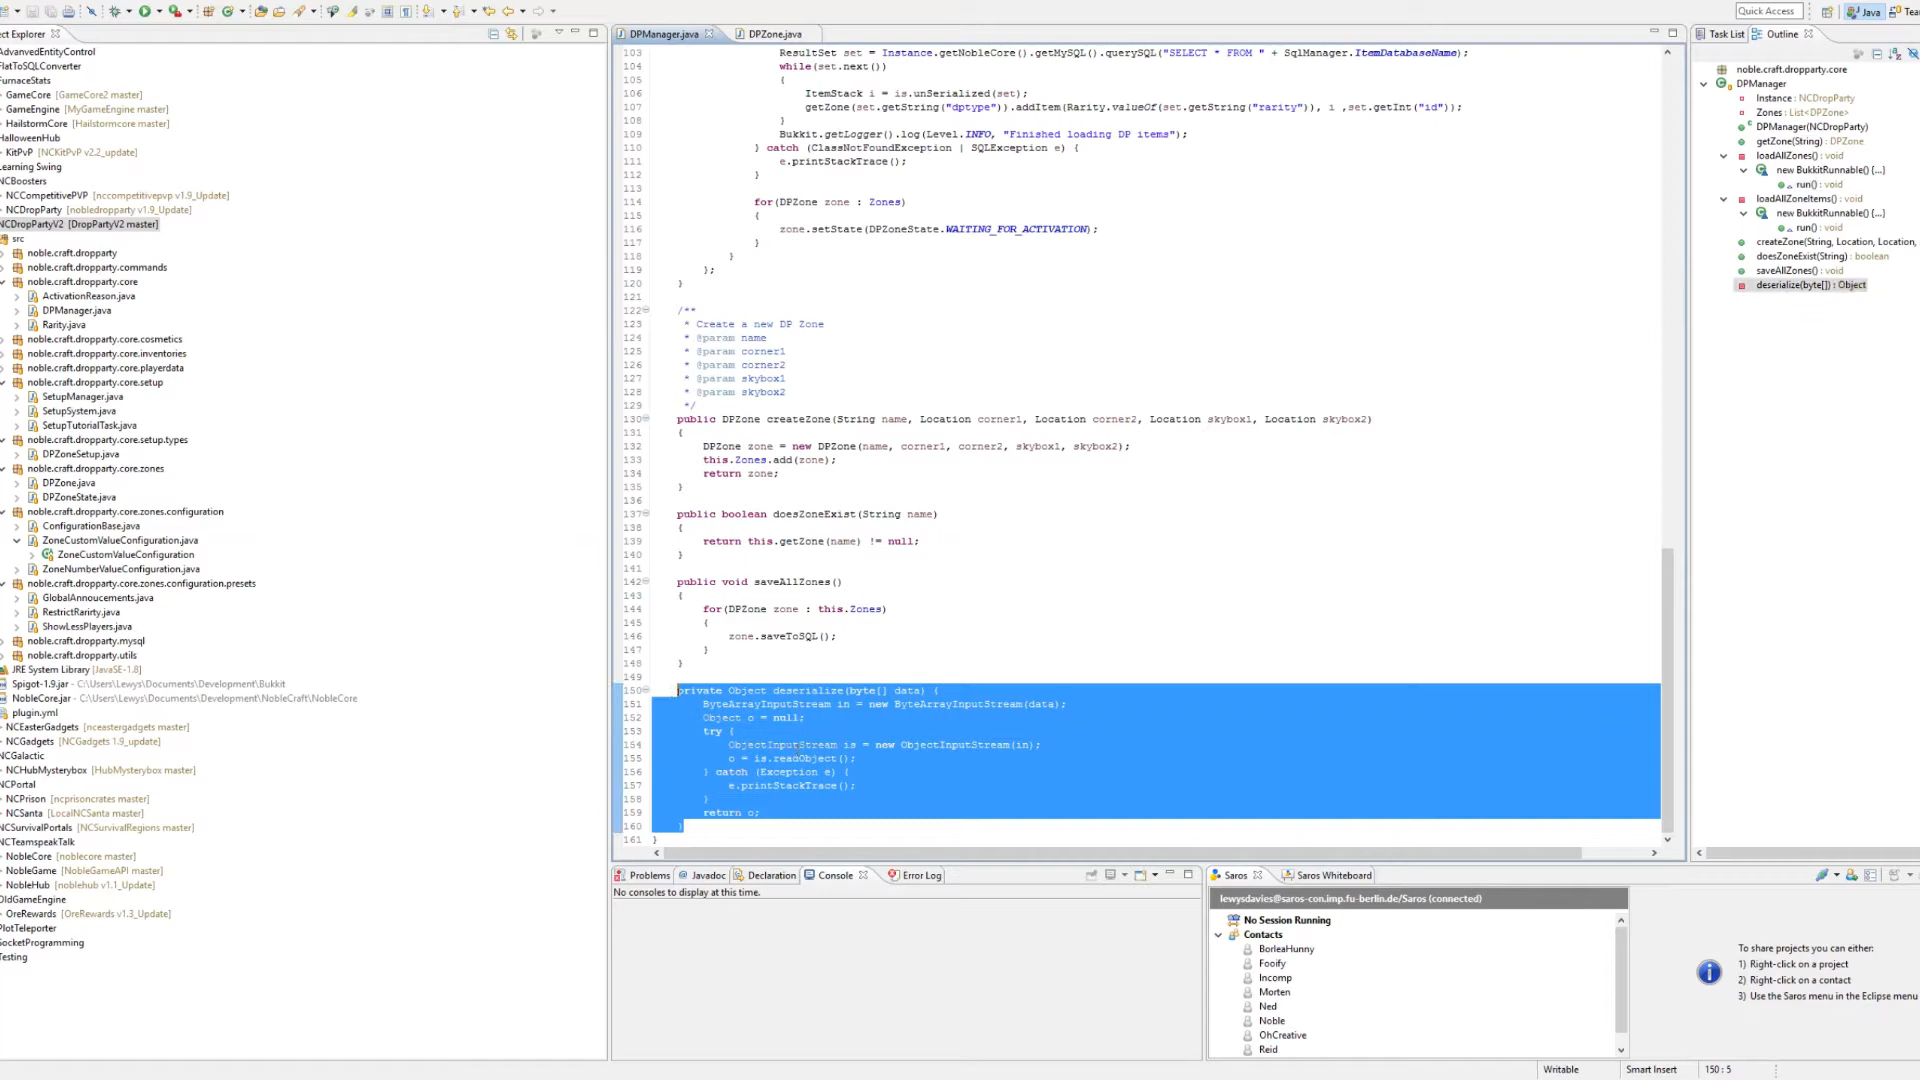 Quick Access
Java
Tea
ect Explorer
AdvanvedEntityControl
FlatToSQLConverter
FurnaceStats
GameCore [GameCore2 master]
GameEngine [MyGameEngine master]
HailstormCore [Hailstormcore master]
HalloweenHub
KitPvP [NCKitPvP v2.2_update]
Learning Swing
NCBoosters
NCCompetitivePVP [nccompetitivepvp v1.9_Update]
NCDropParty [nobledropparty v1.9_Update]
NCDropPartyV2 [DropPartyV2 master]
src
noble.craft.dropparty
noble.craft.dropparty.commands
noble.craft.dropparty.core
ActivationReason.java
DPManager.java
Rarity.java
noble.craft.dropparty.core.cosmetics
noble.craft.dropparty.core.inventories
noble.craft.dropparty.core.playerdata
noble.craft.dropparty.core.setup
SetupManager.java
SetupSystem.java
SetupTutorialTask.java
noble.craft.dropparty.core.setup.types
DPZoneSetup.java
noble.craft.dropparty.core.zones
DPZone.java
DPZoneState.java
noble.craft.dropparty.core.zones.configuration
ConfigurationBase.java
ZoneCustomValueConfiguration.java
ZoneCustomValueConfiguration
ZoneNumberValueConfiguration.java
noble.craft.dropparty.core.zones.configuration.presets
GlobalAnnoucements.java
RestrictRarirty.java
ShowLessPlayers.java
noble.craft.dropparty.mysql
noble.craft.dropparty.utils
JRE System Library [JavaSE-1.8]
Spigot-1.9.jar - C:\Users\Lewys\Documents\Development\Bukkit
NobleCore.jar - C:\Users\Lewys\Documents\Development\NobleCraft\NobleCore
plugin.yml
NCEasterGadgets [nceastergadgets master]
NCGadgets [NCGadgets 1.9_update]
NCGalactic
NCHubMysterybox [HubMysterybox master]
NCPortal
NCPrison [ncprisoncrates master]
NCSanta [LocalNCSanta master]
NCSurvivalPortals [NCSurvivalRegions master]
NCTeamspeakTalk
NobleCore [noblecore master]
NobleGame [NobleGameAPI master]
NobleHub [noblehub v1.1_Update]
OldGameEngine
OreRewards [OreRewards v1.3_Update]
PlotTeleporter
SocketProgramming
Testing
DPManager.java
DPZone.java
103 ResultSet set = Instance.getNobleCore().getMySQL().querySQL("SELECT * FROM " + SqlManager.ItemDatabaseName);
104 while(set.next())
105 {
106 ItemStack i = is.unSerialized(set);
107 getZone(set.getString("dptype")).addItem(Rarity.valueOf(set.getString("rarity")), i ,set.getInt("id"));
108 }
109 Bukkit.getLogger().log(Level.INFO, "Finished loading DP items");
110 } catch (ClassNotFoundException | SQLException e) {
111 e.printStackTrace();
112 }
113
114 for(DPZone zone : Zones)
115 {
116 zone.setState(DPZoneState.WAITING_FOR_ACTIVATION);
117 }
118 }
119 };
120 }
121
122 /**
123 * Create a new DP Zone
124 * @param name
125 * @param corner1
126 * @param corner2
127 * @param skybox1
128 * @param skybox2
129 */
130 public DPZone createZone(String name, Location corner1, Location corner2, Location skybox1, Location skybox2)
131 {
132 DPZone zone = new DPZone(name, corner1, corner2, skybox1, skybox2);
133 this.Zones.add(zone);
134 return zone;
135 }
136
137 public boolean doesZoneExist(String name)
138 {
139 return this.getZone(name) != null;
140 }
141
142 public void saveAllZones()
143 {
144 for(DPZone zone : this.Zones)
145 {
146 zone.saveToSQL();
147 }
148 }
149
150 private Object deserialize(byte[] data) {
151 ByteArrayInputStream in = new ByteArrayInputStream(data);
152 Object o = null;
153 try {
154 ObjectInputStream is = new ObjectInputStream(in);
155 o = is.readObject();
156 } catch (Exception e) {
157 e.printStackTrace();
158 }
159 return o;
160 }
161 }
Task List
Outline
noble.craft.dropparty.core
DPManager
Instance : NCDropParty
Zones : List<DPZone>
DPManager(NCDropParty)
getZone(String) : DPZone
loadAllZones() : void
new BukkitRunnable() {...}
run() : void
loadAllZoneItems() : void
new BukkitRunnable() {...}
run() : void
createZone(String, Location, Location,
doesZoneExist(String) : boolean
saveAllZones() : void
deserialize(byte[]) : Object
Problems
Javadoc
Declaration
Console
Error Log
No consoles to display at this time.
Saros
Saros Whiteboard
lewysdavies@saros-con.imp.fu-berlin.de/Saros (connected)
No Session Running
Contacts
BorleaHunny
Fooify
Incomp
Morten
Ned
Noble
OhCreative
Reid
To share projects you can either:
1) Right-click on a project
2) Right-click on a contact
3) Use the Saros menu in the Eclipse menu
Writable
Smart Insert
150 : 5